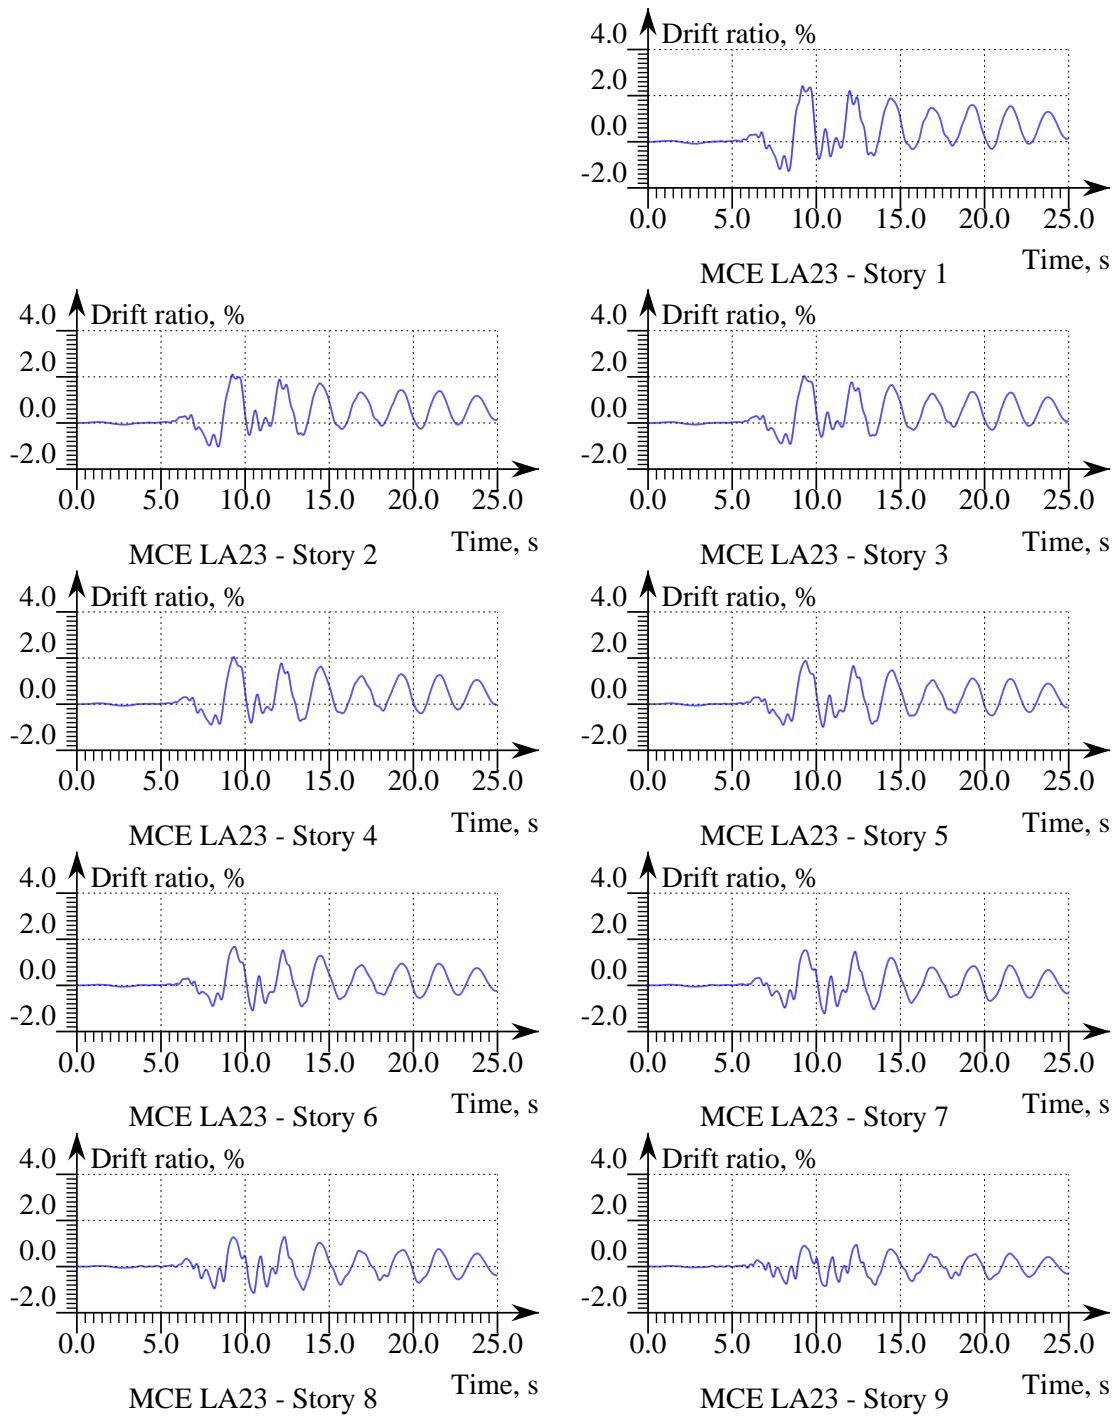 4.0 Drift ratio, %
2.0
0.0
-2.0
0.0 5.0 10.0 15.0 20.0 25.0
Time, s
MCE LA23 - Story 1
4.0 Drift ratio, % 4.0 Drift ratio, %
2.0 2.0
0.0 0.0
-2.0 -2.0
0.0 5.0 10.0 15.0 20.0 25.0 0.0 5.0 10.0 15.0 20.0 25.0
Time, s Time, s
MCE LA23 - Story 2 MCE LA23 - Story 3
4.0 Drift ratio, % 4.0 Drift ratio, %
2.0 2.0
0.0 0.0
-2.0 -2.0
0.0 5.0 10.0 15.0 20.0 25.0 0.0 5.0 10.0 15.0 20.0 25.0
Time, s Time, s
MCE LA23 - Story 4 MCE LA23 - Story 5
4.0 Drift ratio, % 4.0 Drift ratio, %
2.0 2.0
0.0 0.0
-2.0 -2.0
0.0 5.0 10.0 15.0 20.0 25.0 0.0 5.0 10.0 15.0 20.0 25.0
Time, s Time, s
MCE LA23 - Story 6 MCE LA23 - Story 7
4.0 Drift ratio, % 4.0 Drift ratio, %
2.0 2.0
0.0 0.0
-2.0 -2.0
0.0 5.0 10.0 15.0 20.0 25.0 0.0 5.0 10.0 15.0 20.0 25.0
Time, s Time, s
MCE LA23 - Story 8 MCE LA23 - Story 9